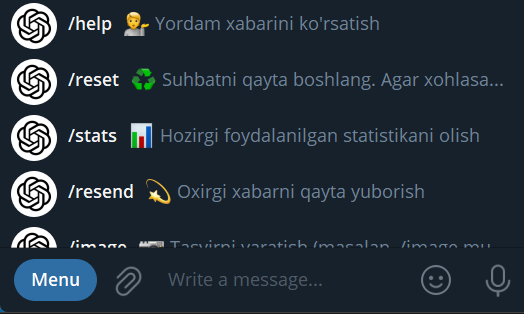 /help Yordam xabarini ko'rsatish
/reset Suhbatni qayta boshlang. Agar xohlasa...
/stats Hozirgi foydalanilgan statistikani olish
/resend Oxirgi xabarni qayta yuborish
/image Tasvirni yaratish (masalan, /image mu...
Menu Write a message...